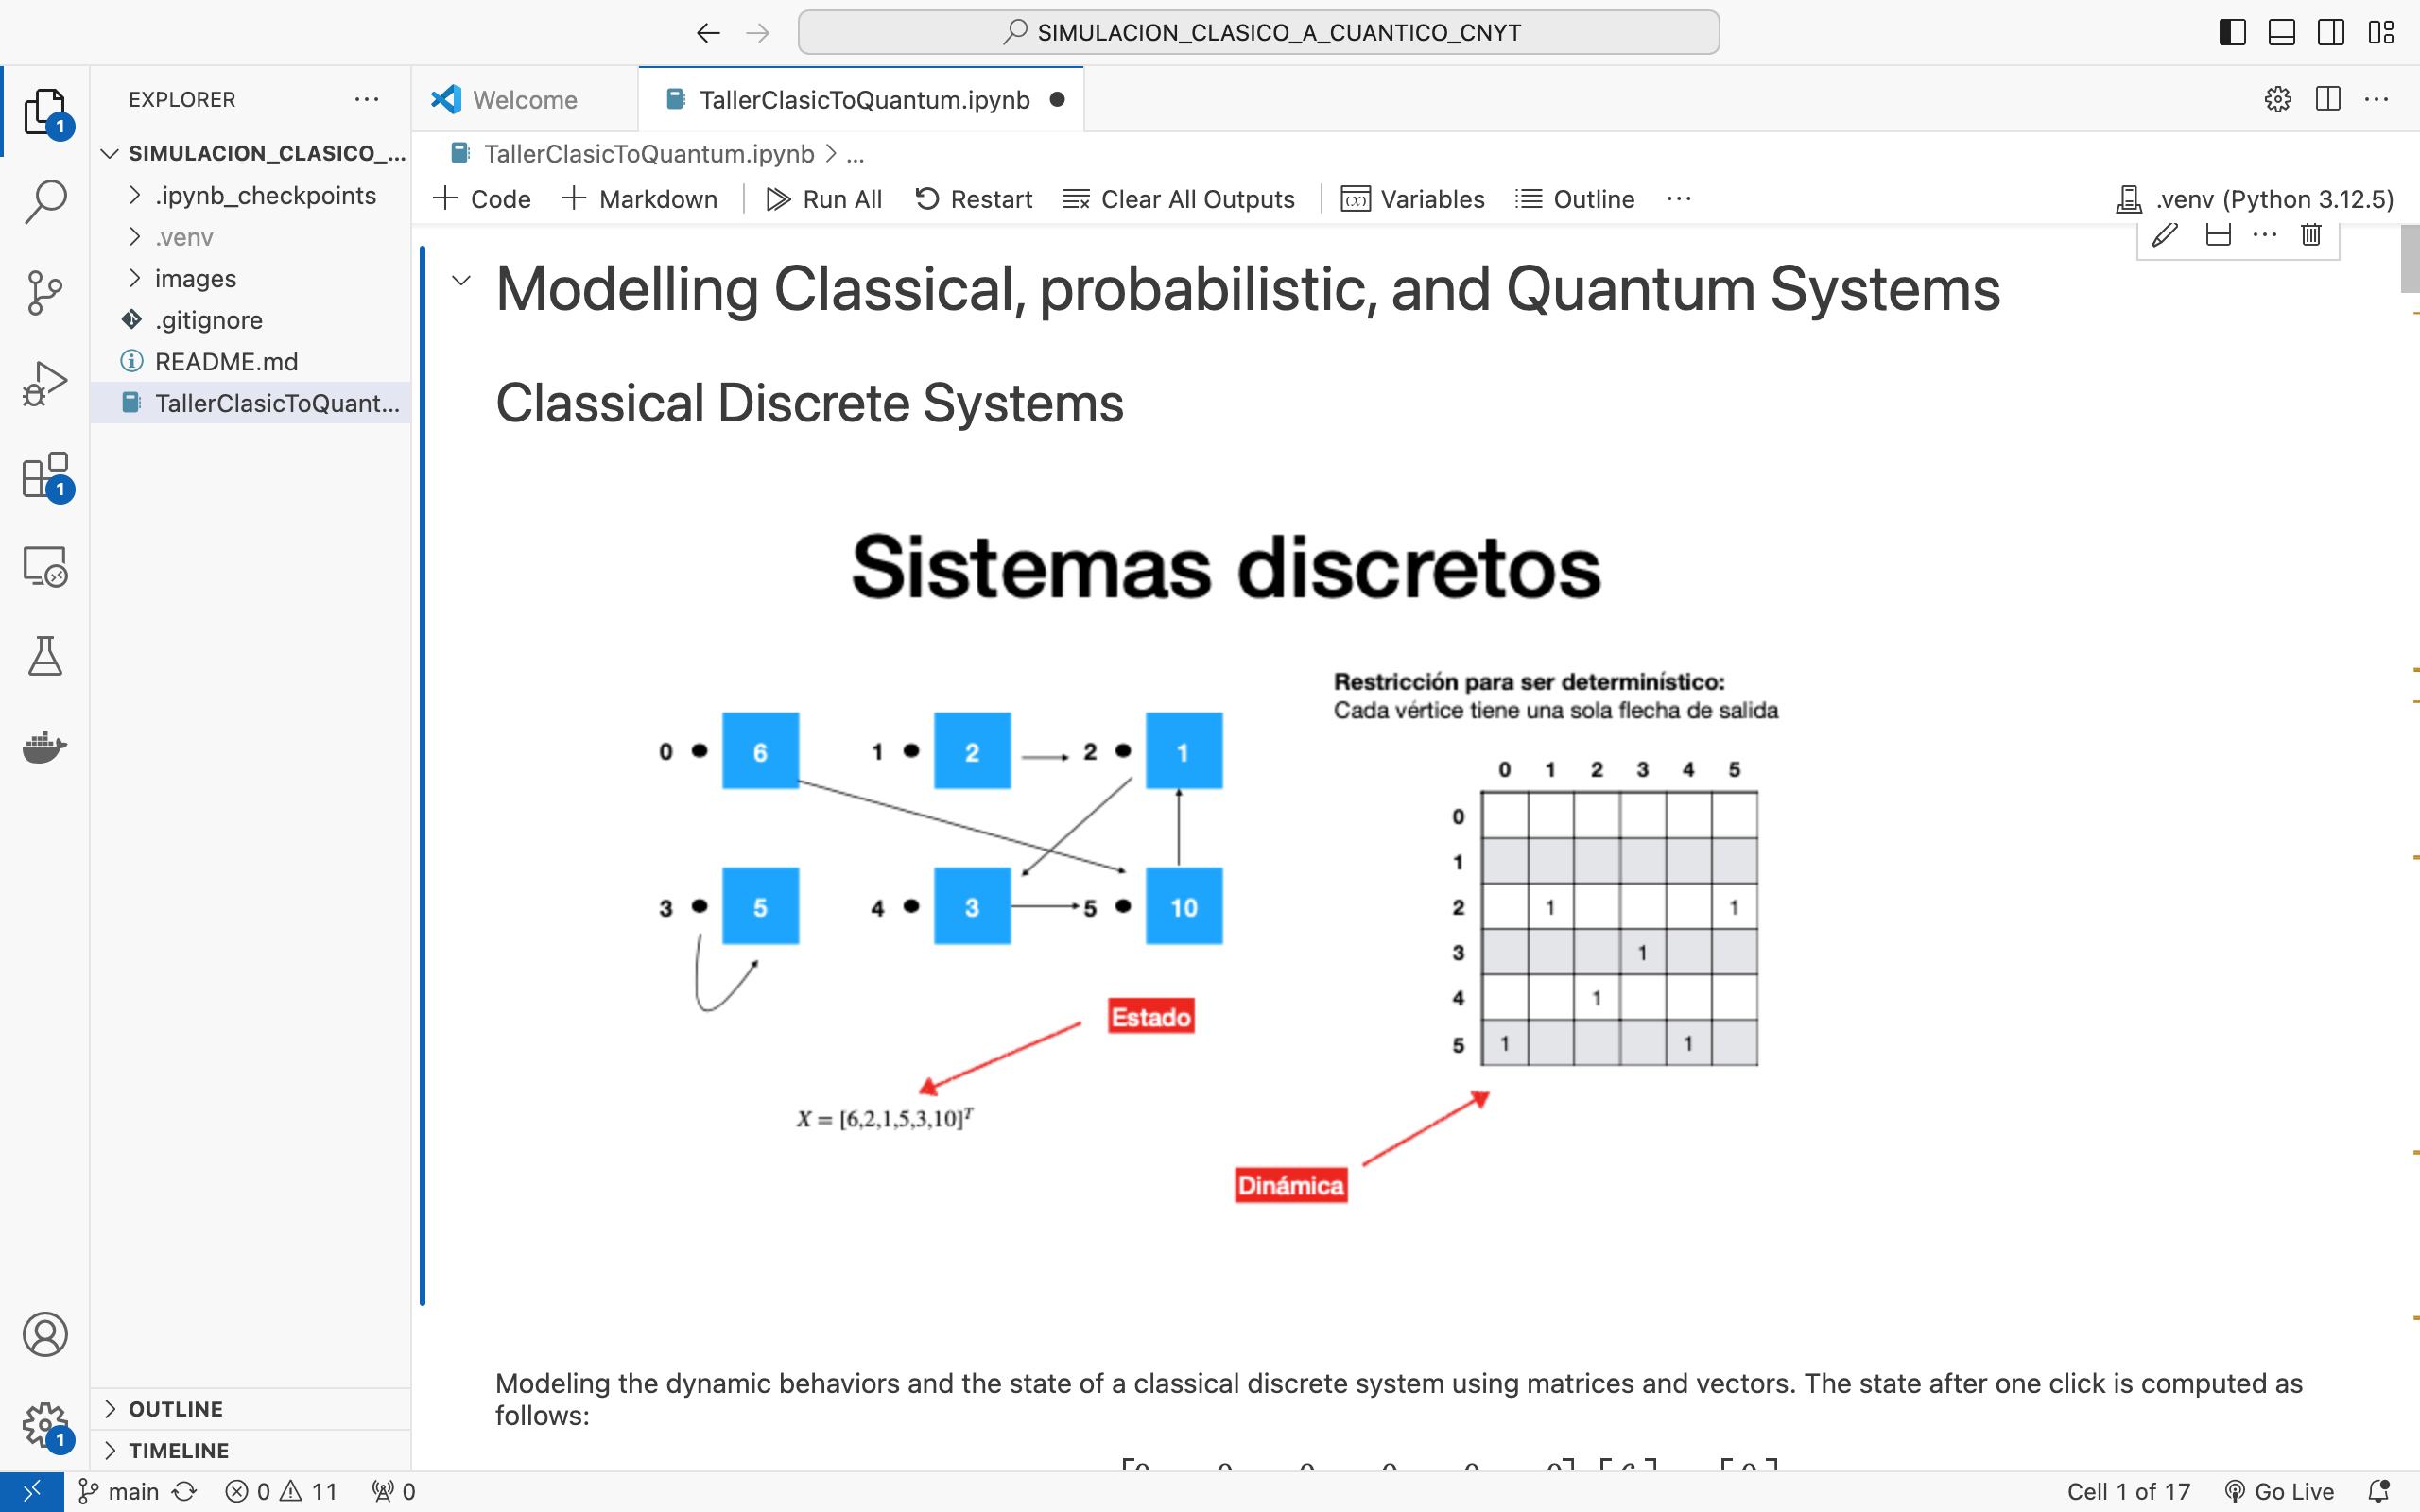 SIMULACION_CLASICO_A_CUANTICO_CNYT
EXPLORER
Welcome
TallerClasicToQuantum.ipynb
1
SIMULACION_CLASICO_...
TallerClasicToQuantum.ipynb > ...
.ipynb_checkpoints
Code
Markdown
Run All
Restart
Clear All Outputs
Variables
Outline
.venv (Python 3.12.5)
.venv
images
.gitignore
README.md
TallerClasicToQuant...
1
Modelling Classical, probabilistic, and Quantum Systems
Classical Discrete Systems
Sistemas discretos
Restricción para ser determinístico:
Cada vértice tiene una sola flecha de salida
0 6 1 2 2 1
3 5 4 3 5 10
0 1 2 3 4 5
0
1
2 1 1
3 1
4 1
5 1 1
Estado
X = [6,2,1,5,3,10]ᵀ
Dinámica
Modeling the dynamic behaviors and the state of a classical discrete system using matrices and vectors. The state after one click is computed as
follows:
OUTLINE
1
TIMELINE
main
0
11
0
Cell 1 of 17
Go Live